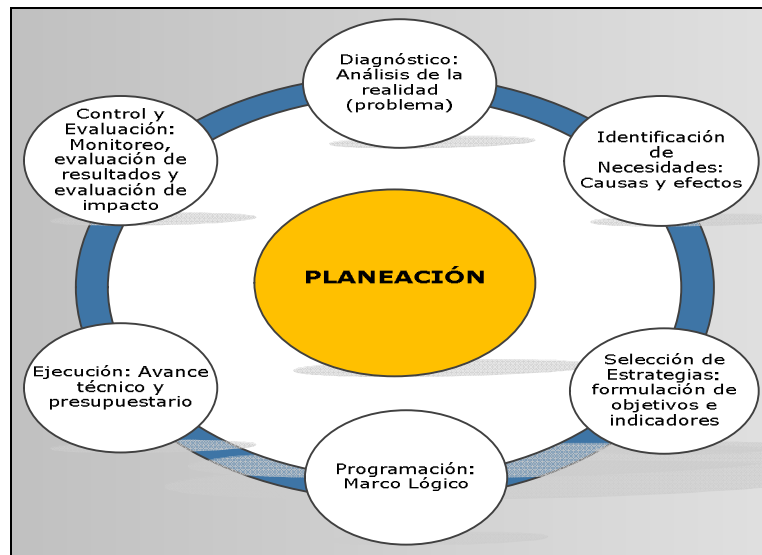 Diagnóstico:
Análisis de la
realidad
(problema)
Identificación
de
Necesidades:
Causas y efectos
Selección de
Estrategias:
formulación de
objetivos e
indicadores
Programación:
Marco Lógico
Ejecución: Avance
técnico y
presupuestario
Control y
Evaluación:
Monitoreo,
evaluación de
resultados y
evaluación de
impacto
PLANEACIÓN